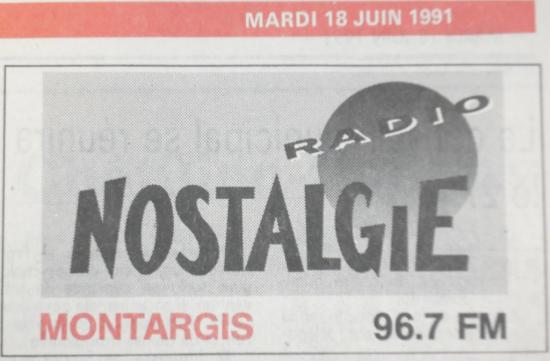 MARDI 18 JUIN 1991
RADIO
NOSTALGIE
MONTARGIS 96.7 FM